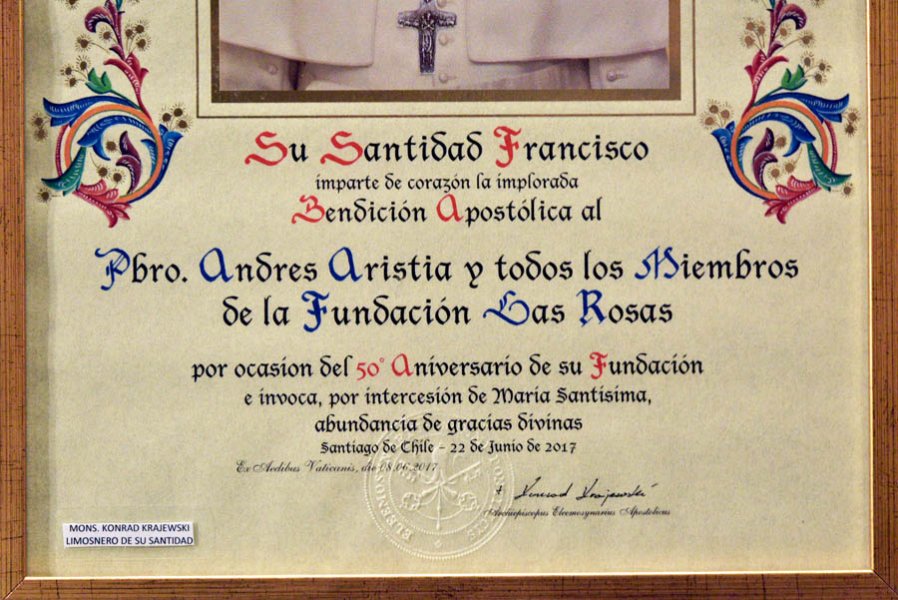 Su Santidad Francisco
imparte de corazón la implorada
Bendición Apostólica al
Pbro. Andres Aristia y todos los Miembros
de la Fundación Las Rosas
por ocasion del 50° Aniversario de su Fundación
e invoca, por intercesión de María Santísima,
abundancia de gracias divinas
Santiago de Chile - 22 de Junio de 2017
Ex Aedibus Vaticanis, die 08.06.2017
+ Konrad Krajewski
Archiepiscopus Eleemosynarius Apostolicus
MONS. KONRAD KRAJEWSKI
LIMOSNERO DE SU SANTIDAD